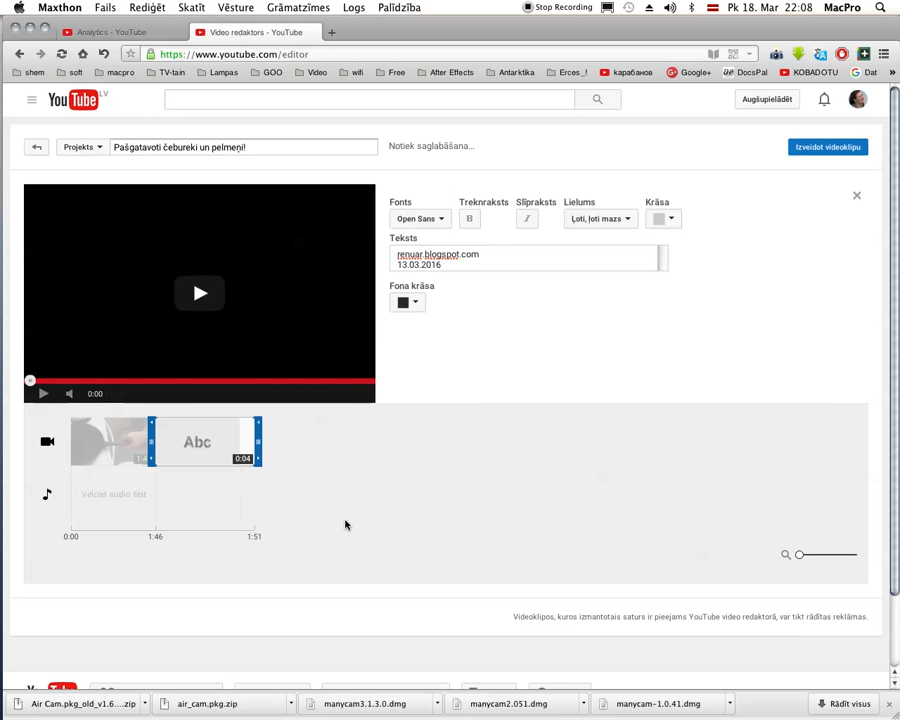 Maxthon Fails Rediģēt Skatīt Vēsture Grāmatzīmes Logs Palīdzība Stop Recording Pk 18. Mar 22:08 MacPro
Analytics - YouTube Video redaktors - YouTube
https://www.youtube.com/editor
shem soft macpro TV-tain Lampas GOO Video wifi Free After Effects Antarktika Erces_! карабанов Google+ DocsPal KOBADOTU Dat »
YouTube LV Augšupielādēt
Projekts Pašgatavoti čebureki un pelmeņi! Notiek saglabāšana... Izveidot videoklipu
Fonts Treknraksts Slīpraksts Lielums Krāsa
Open Sans B I Ļoti, ļoti mazs
Teksts
renuar.blogspot.com
13.03.2016
Fona krāsa
0:00
Abc
0:04
Velciet audio šeit
0:00 1:46 1:51
Videoklipos, kuros izmantotais saturs ir pieejams YouTube video redaktorā, var tikt rādītas reklāmas.
Air Cam.pkg_old_v1.6....zip air_cam.pkg.zip manycam3.1.3.0.dmg manycam2.051.dmg manycam-1.0.41.dmg Rādīt visus